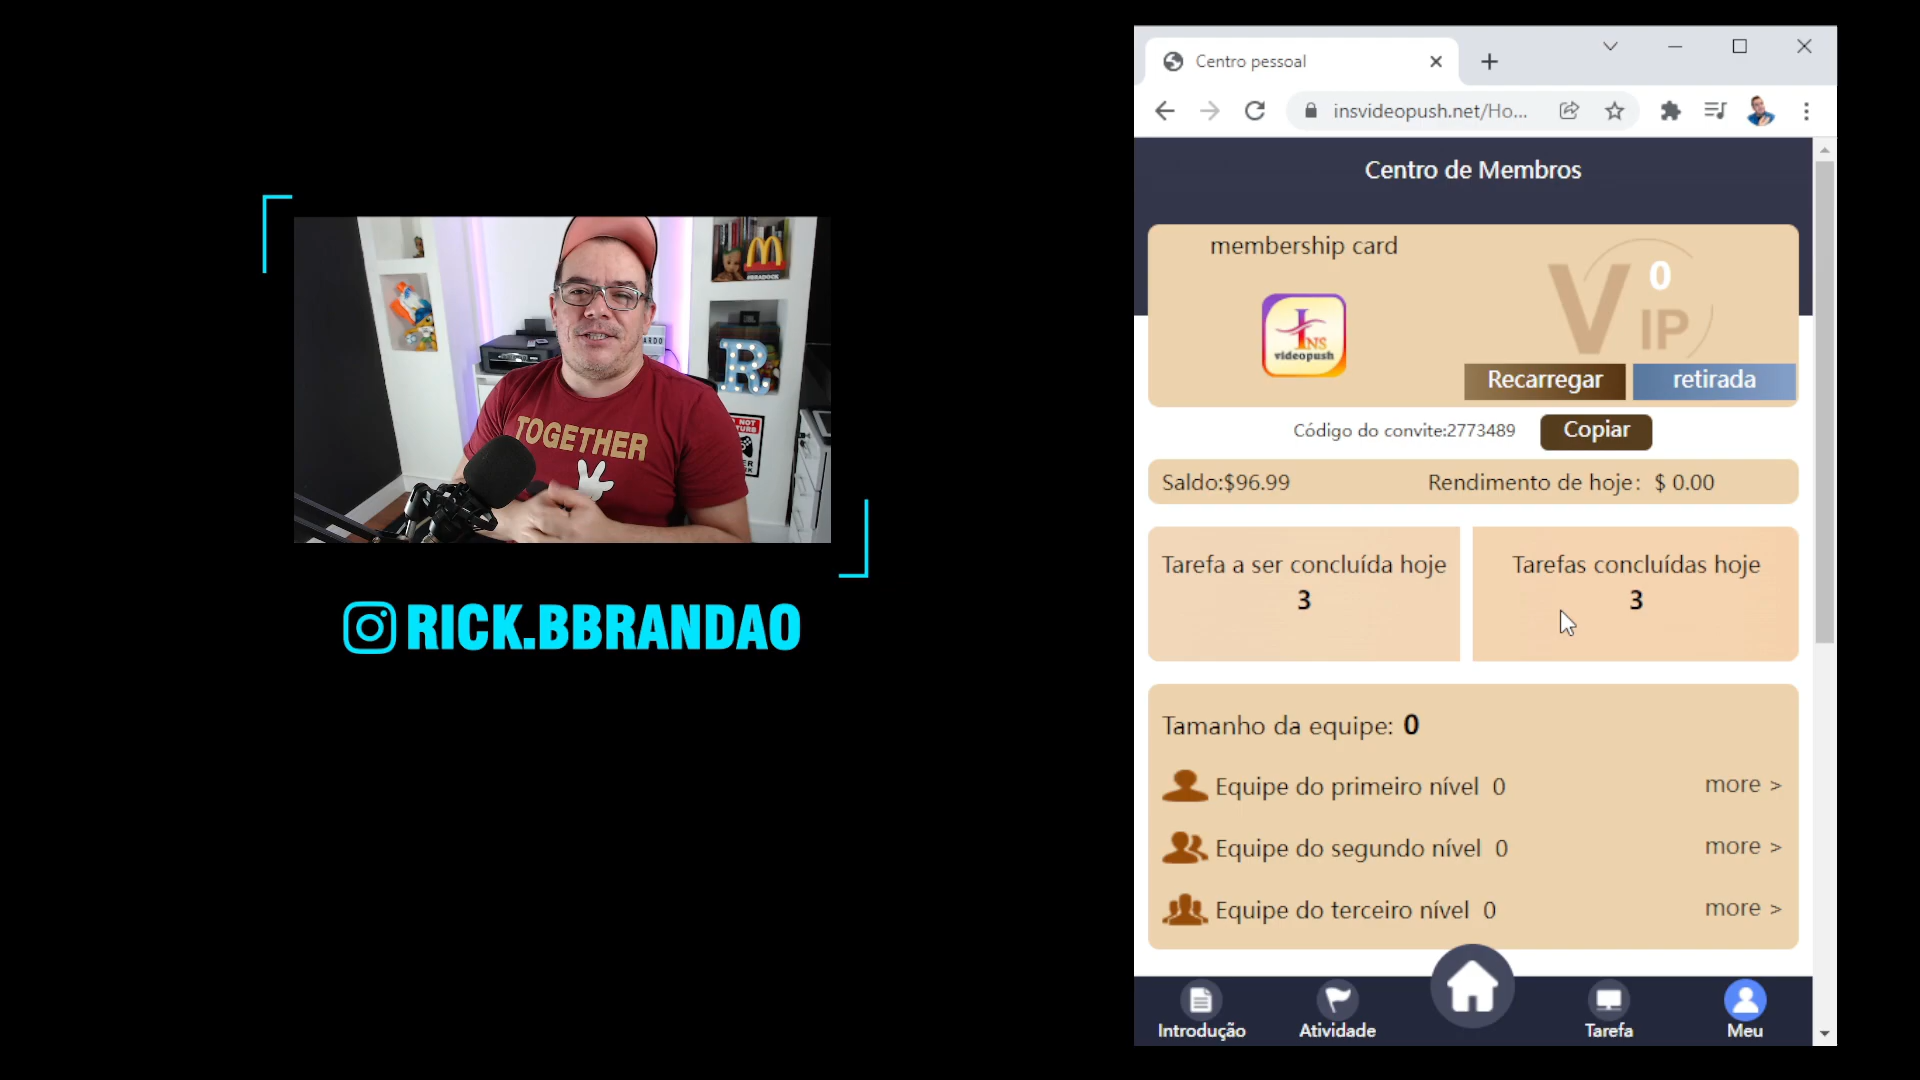 TOGETHER
R
RICK.BBRANDAO
Centro pessoal
insvideopush.net/Ho...
Centro de Membros
membership card
0
VIP
INS
videopush
Recarregar
retirada
Código do convite:2773489
Copiar
Saldo:$96.99
Rendimento de hoje: $ 0.00
Tarefa a ser concluída hoje
3
Tarefas concluídas hoje
3
Tamanho da equipe: 0
Equipe do primeiro nível 0
more >
Equipe do segundo nível 0
more >
Equipe do terceiro nível 0
more >
Introdução
Atividade
Tarefa
Meu